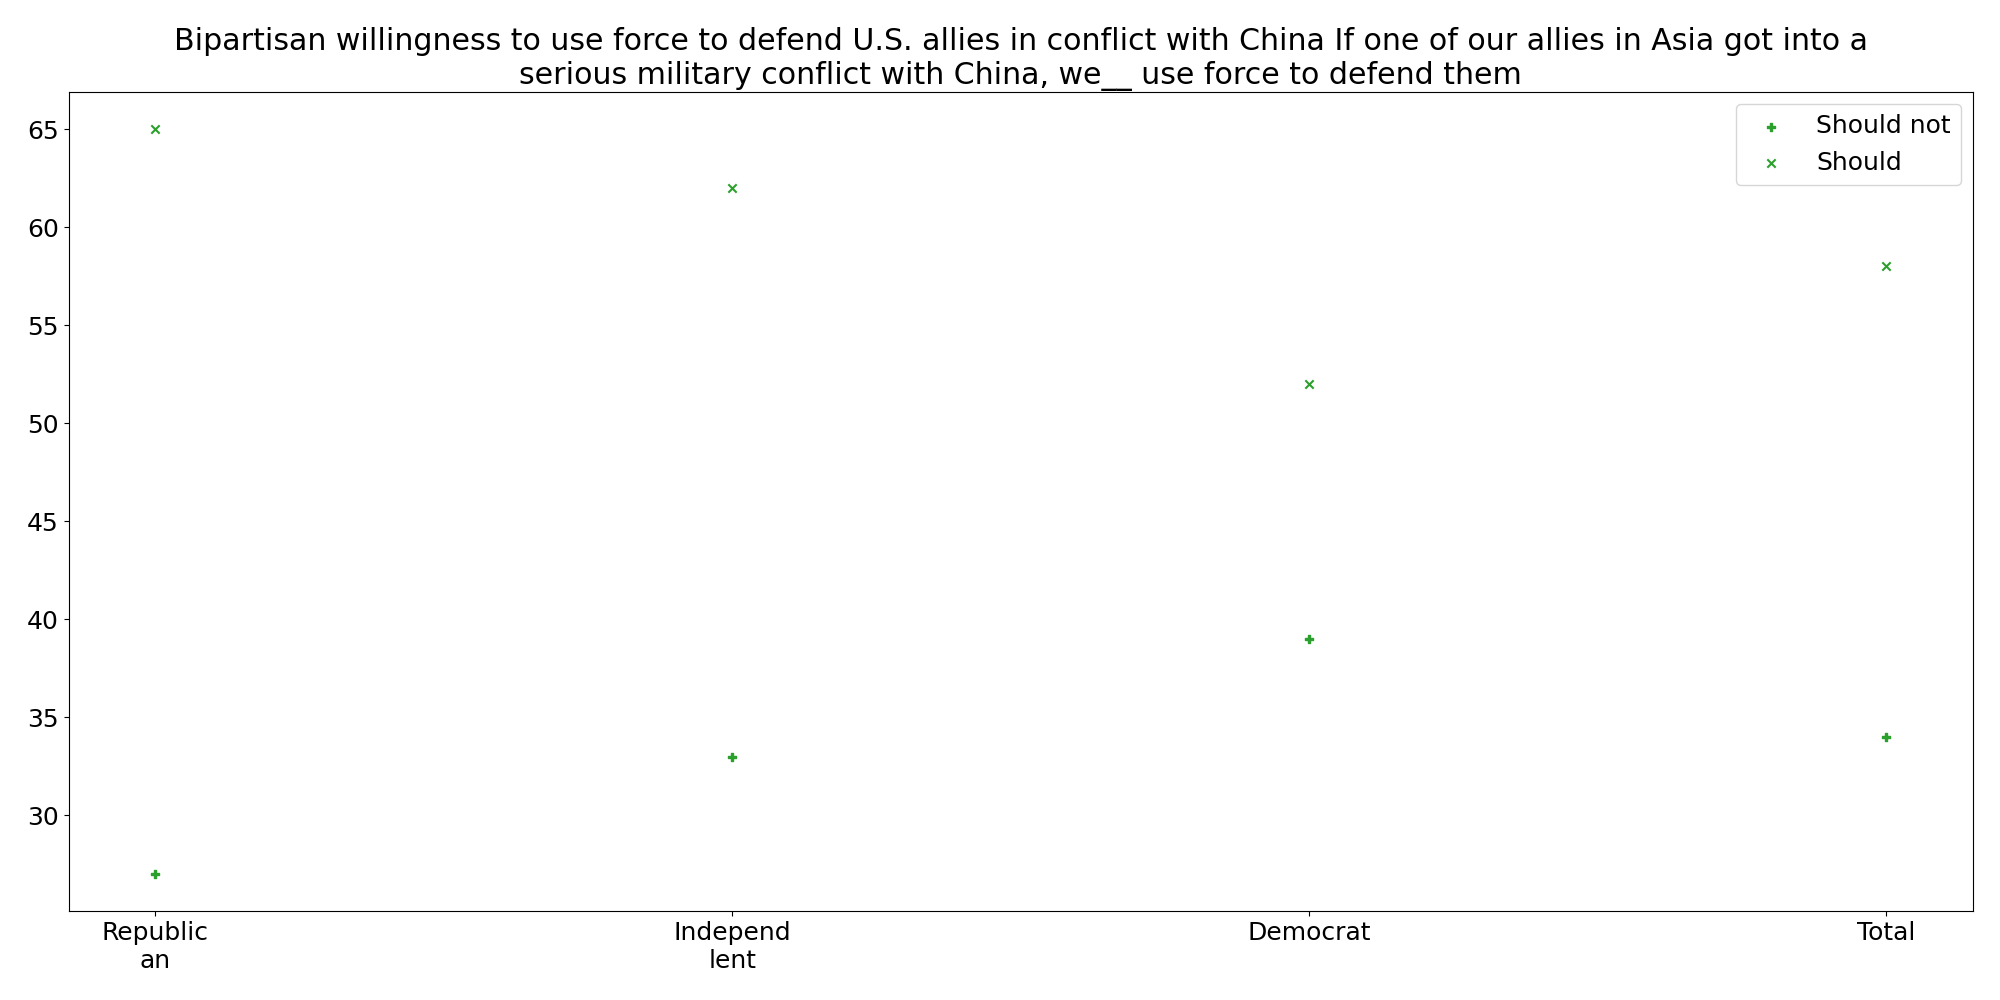 Bipartisan willingness to use force to defend U.S. allies in conflict with China If one of our allies in Asia got into a
serious military conflict with China, we__ use force to defend them
Should not
Should
65
60
55
50
45
40
35
30
Republic
an
Independ
lent
Democrat
Total